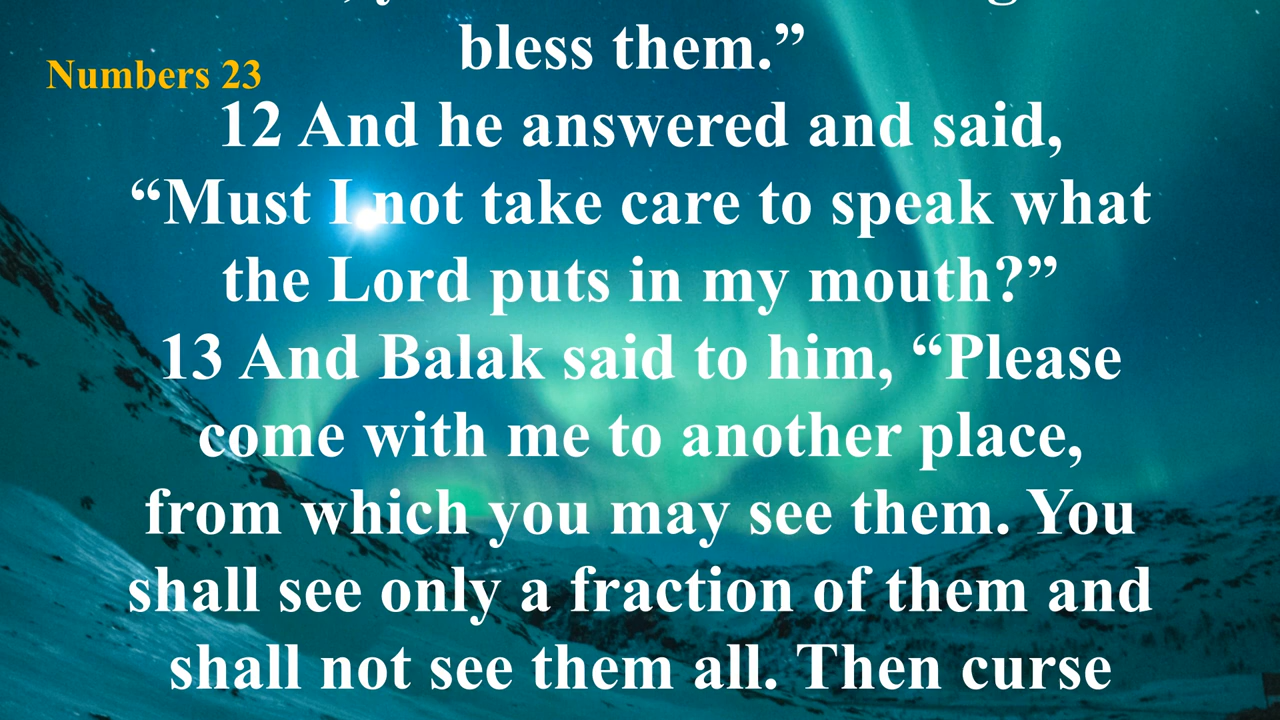 bless them.”
Numbers 23
12 And he answered and said,
“Must I not take care to speak what
the Lord puts in my mouth?”
13 And Balak said to him, “Please
come with me to another place,
from which you may see them. You
shall see only a fraction of them and
shall not see them all. Then curse